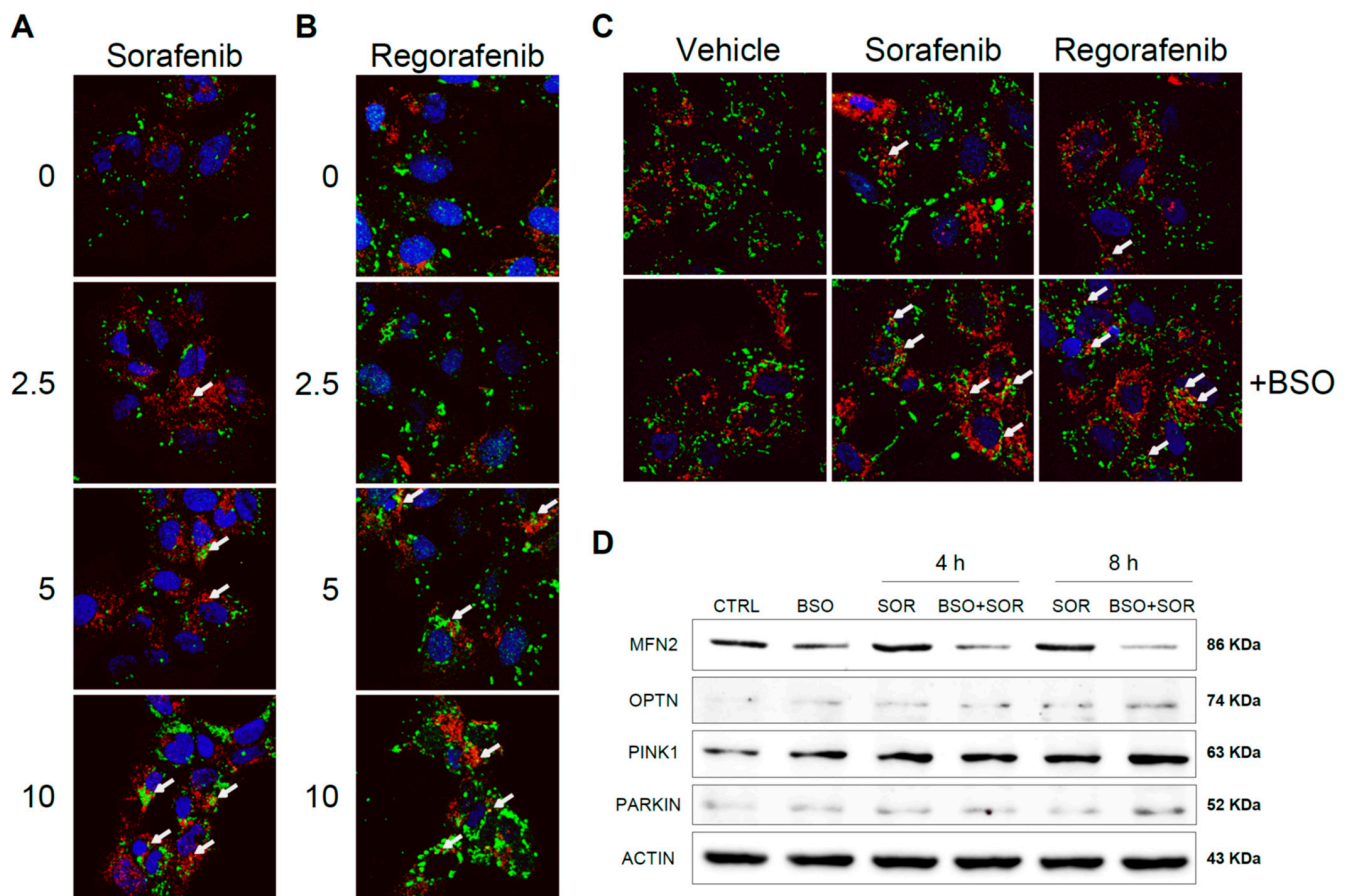 A
Sorafenib
0
2.5
5
10
B
Regorafenib
0
2.5
5
10
C
Vehicle Sorafenib Regorafenib
+BSO
D
4 h 8 h
CTRL BSO SOR BSO+SOR SOR BSO+SOR
MFN2 86 KDa
OPTN 74 KDa
PINK1 63 KDa
PARKIN 52 KDa
ACTIN 43 KDa